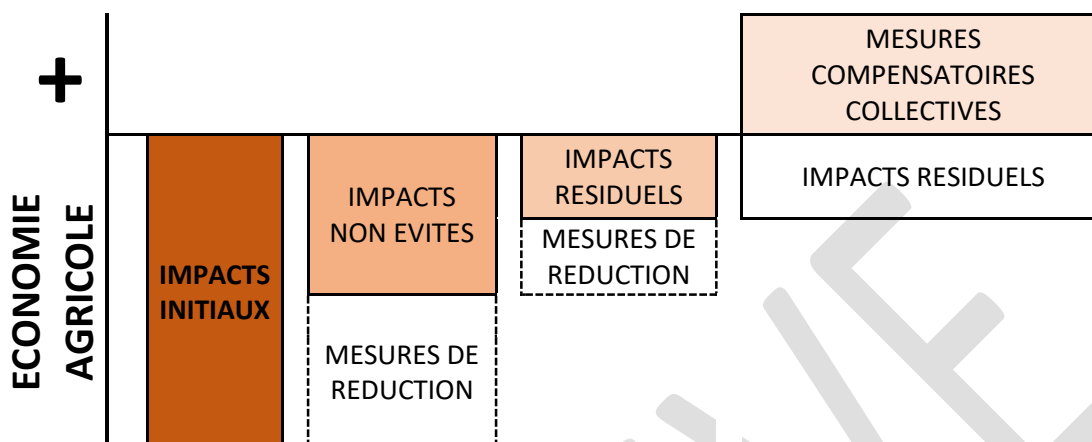 +
ECONOMIE
AGRICOLE
IMPACTS
INITIAUX
IMPACTS
NON EVITES
MESURES DE
REDUCTION
IMPACTS
RESIDUELS
MESURES DE
REDUCTION
MESURES
COMPENSATOIRES
COLLECTIVES
IMPACTS RESIDUELS